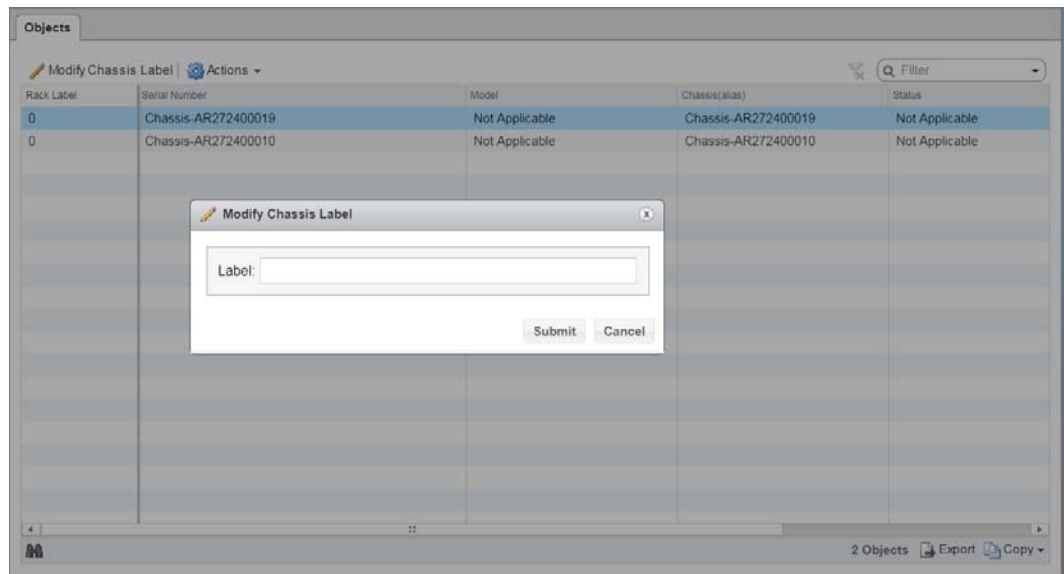 Objects
Modify Chassis Label Actions Filter
Rack Label Serial Number Model Chassis(alias) Status
0 Chassis-AR272400019 Not Applicable Chassis-AR272400019 Not Applicable
0 Chassis-AR272400010 Not Applicable Chassis-AR272400010 Not Applicable
Modify Chassis Label x
Label:
Submit Cancel
2 Objects Export Copy